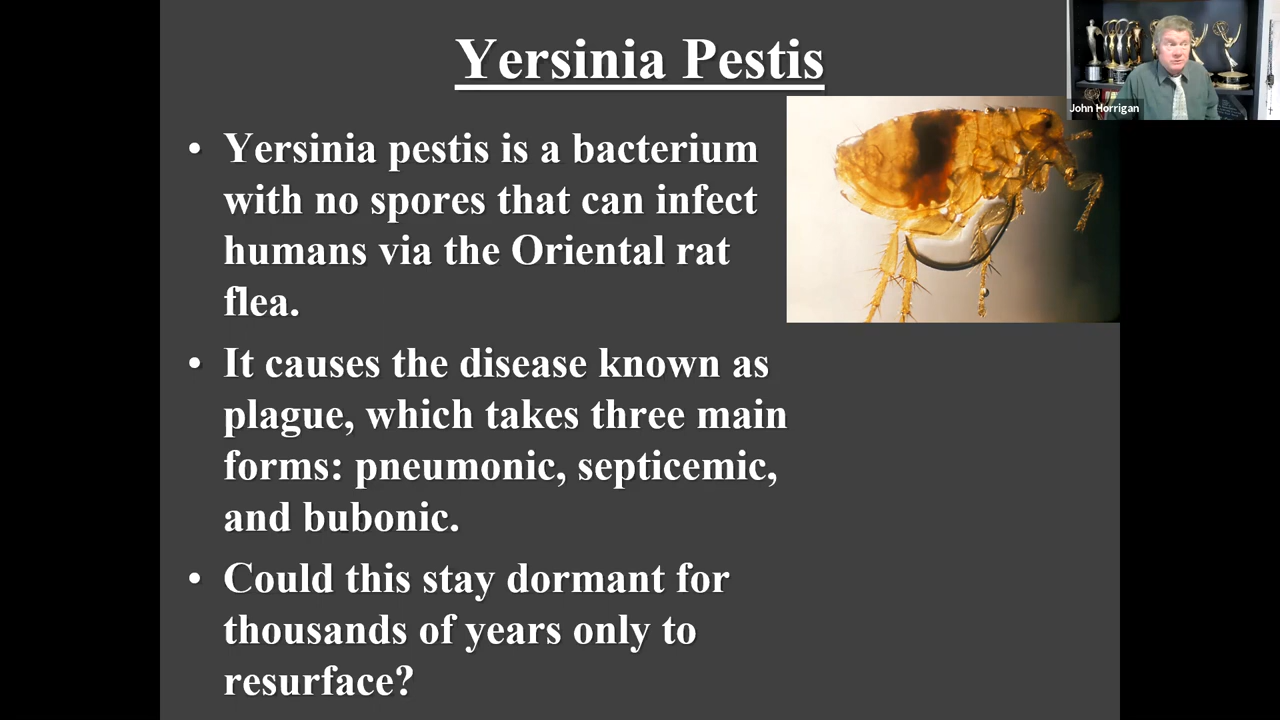 Yersinia Pestis
John Horrigan
• Yersinia pestis is a bacterium
with no spores that can infect
humans via the Oriental rat
flea.
• It causes the disease known as
plague, which takes three main
forms: pneumonic, septicemic,
and bubonic.
• Could this stay dormant for
thousands of years only to
resurface?